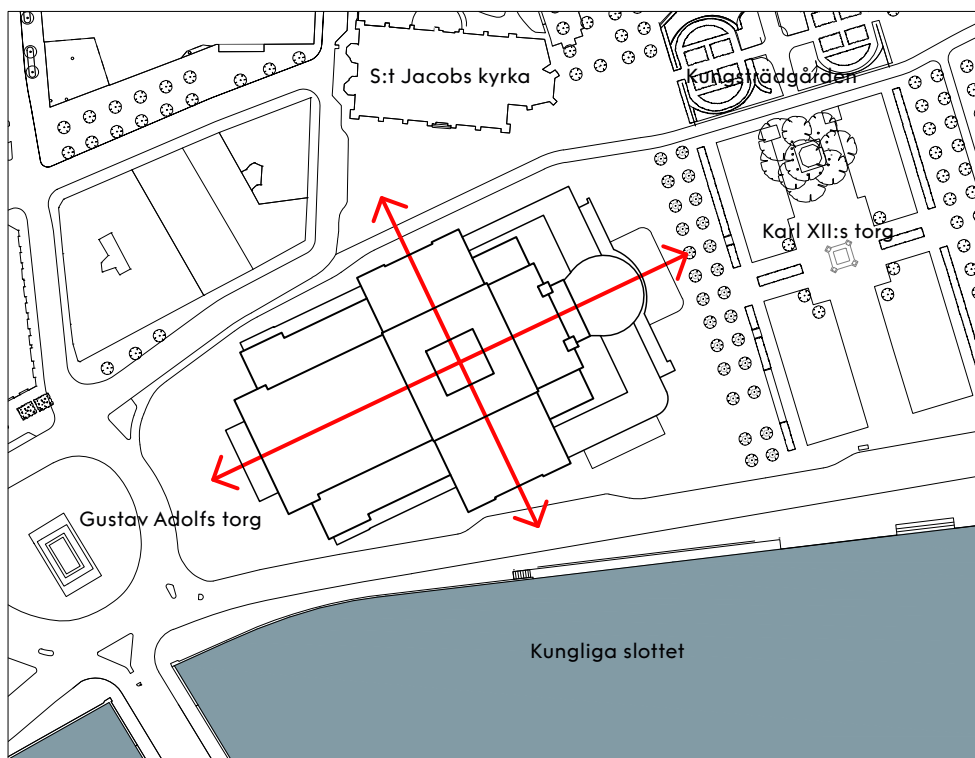 S:t Jacobs kyrka
Kungsträdgården
Karl XII:s torg
Gustav Adolfs torg
Kungliga slottet